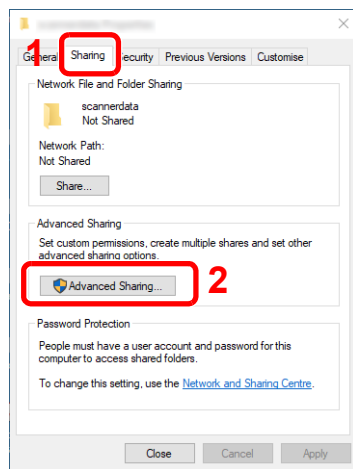 1
General Sharing Security Previous Versions Customise
Network File and Folder Sharing
scannerdata
Not Shared
Network Path:
Not Shared
Share...
Advanced Sharing
Set custom permissions, create multiple shares and set other
advanced sharing options.
Advanced Sharing...
2
Password Protection
People must have a user account and password for this
computer to access shared folders.
To change this setting, use the Network and Sharing Centre.
Close Cancel Apply